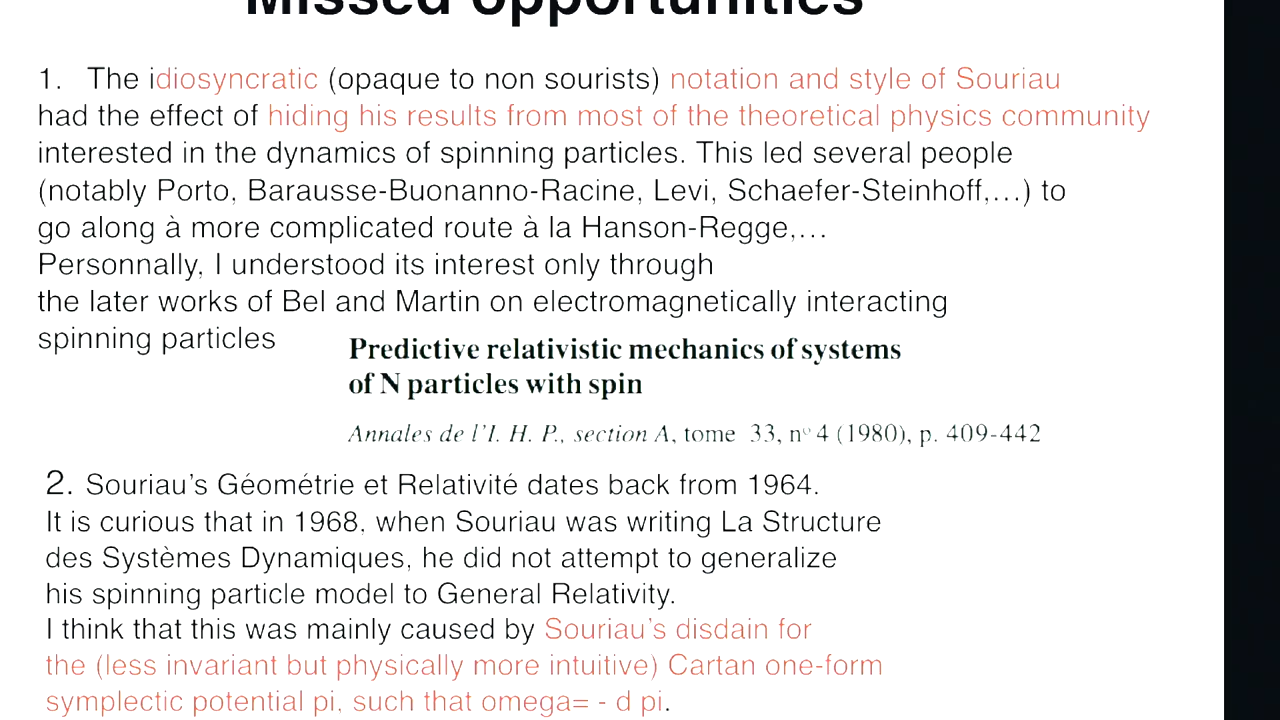 Missed opportunities
1. The idiosyncratic (opaque to non sourists) notation and style of Souriau
had the effect of hiding his results from most of the theoretical physics community
interested in the dynamics of spinning particles. This led several people
(notably Porto, Barausse-Buonanno-Racine, Levi, Schaefer-Steinhoff,...) to
go along à more complicated route à la Hanson-Regge,...
Personnally, I understood its interest only through
the later works of Bel and Martin on electromagnetically interacting
spinning particles
Predictive relativistic mechanics of systems
of N particles with spin
Annales de l'I. H. P., section A, tome 33, nº 4 (1980), p. 409-442
2. Souriau's Géométrie et Relativité dates back from 1964.
It is curious that in 1968, when Souriau was writing La Structure
des Systèmes Dynamiques, he did not attempt to generalize
his spinning particle model to General Relativity.
I think that this was mainly caused by Souriau's disdain for
the (less invariant but physically more intuitive) Cartan one-form
symplectic potential pi, such that omega= - d pi.